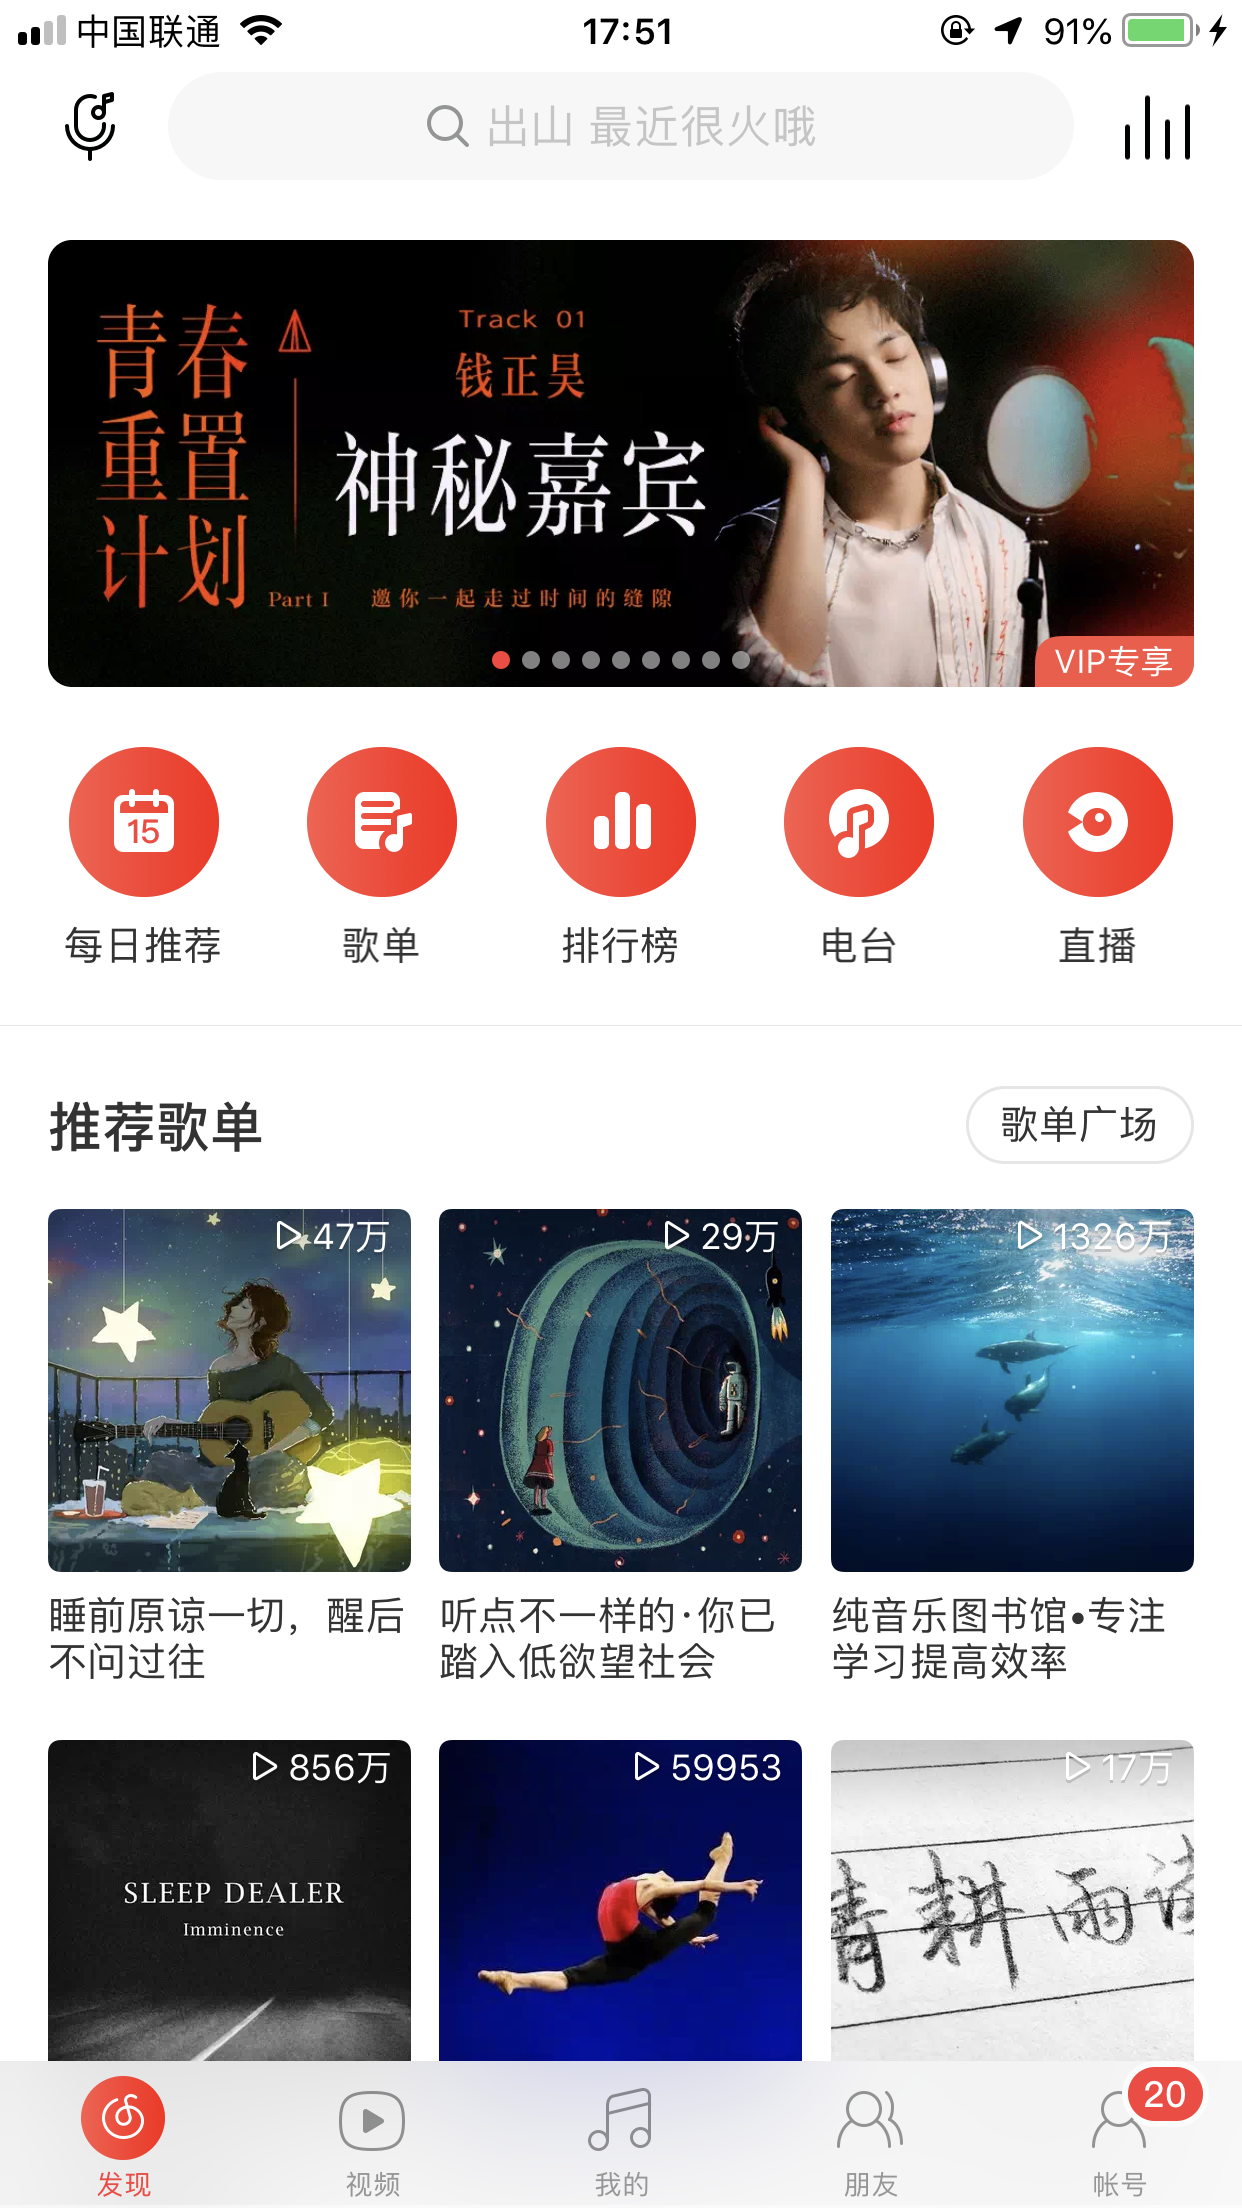 中国联通
17:51
91%
出山 最近很火哦
青春
重置
计划
Part I
Track 01
钱正昊
神秘嘉宾
邀你一起走过时间的缝隙
VIP专享
15
每日推荐
歌单
排行榜
电台
直播
推荐歌单
歌单广场
47万
29万
1326万
睡前原谅一切，醒后
不问过往
听点不一样的·你已
踏入低欲望社会
纯音乐图书馆•专注
学习提高效率
856万
59953
17万
SLEEP DEALER
Imminence
耕雨读
发现
视频
我的
朋友
帐号
20